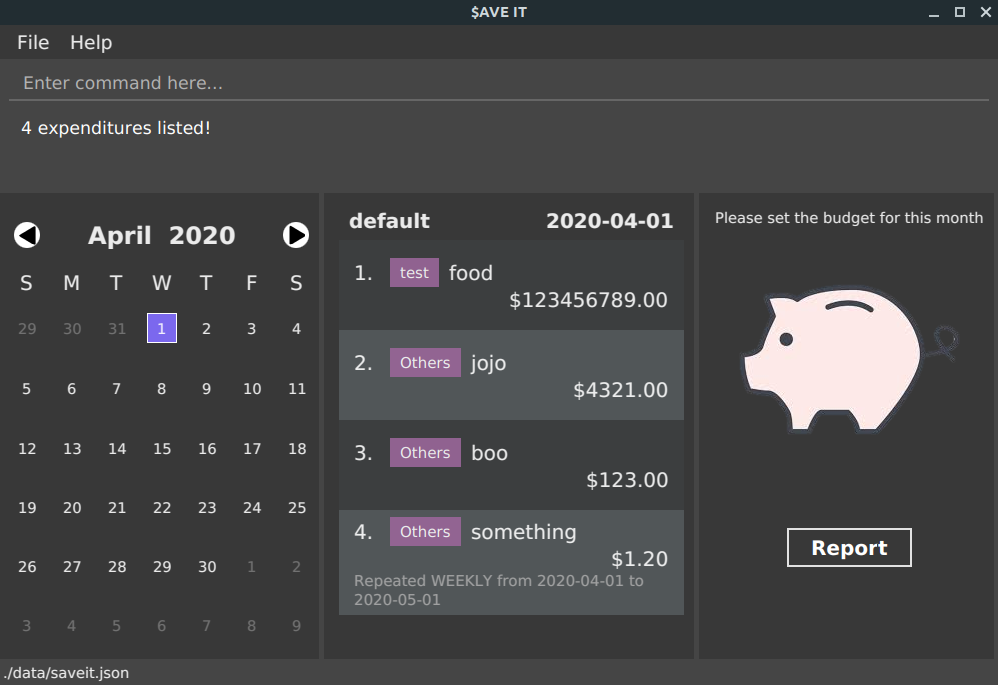 $AVE IT
File Help
Enter command here...
4 expenditures listed!
April 2020
S M T W T F S
29 30 31 1 2 3 4
5 6 7 8 9 10 11
12 13 14 15 16 17 18
19 20 21 22 23 24 25
26 27 28 29 30 1 2
3 4 5 6 7 8 9
default 2020-04-01
1. test food
$123456789.00
2. Others jojo
$4321.00
3. Others boo
$123.00
4. Others something
$1.20
Repeated WEEKLY from 2020-04-01 to
2020-05-01
Please set the budget for this month
Report
./data/saveit.json